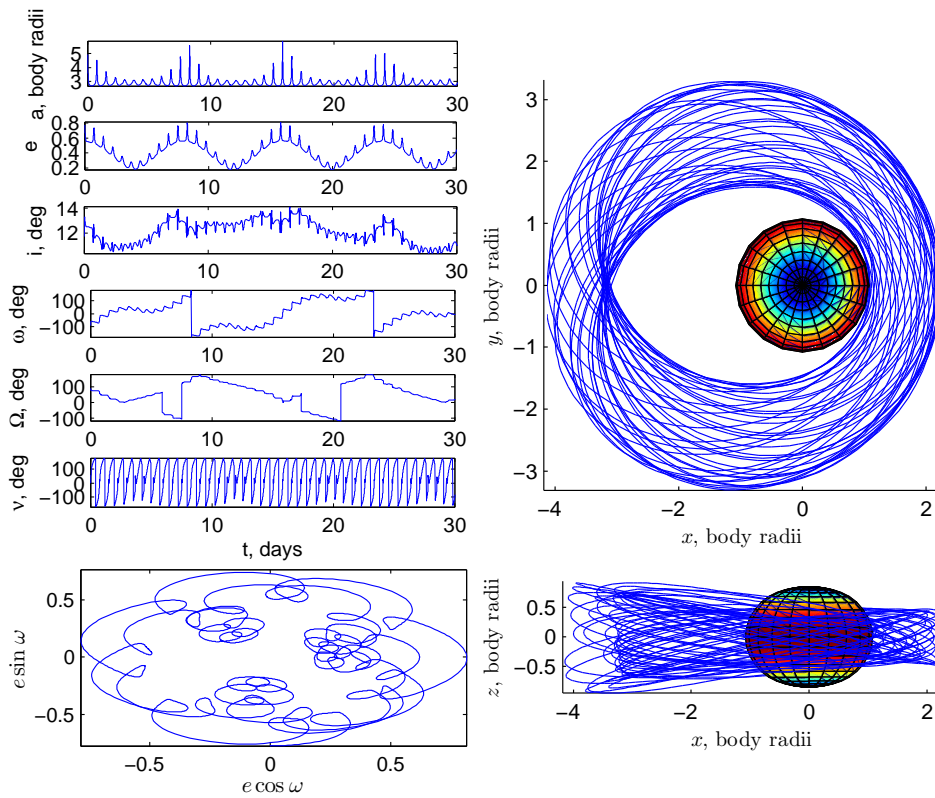 a, body radii
5
4
3
0 10 20 30
e
0.8
0.6
0.4
0.2
0 10 20 30
i, deg
14
12
0 10 20 30
ω, deg
100
0
−100
0 10 20 30
Ω, deg
100
0
−100
0 10 20 30
ν, deg
100
0
−100
0 10 20 30
t, days
e sin ω
0.5
0
−0.5
−0.5 0 0.5
e cos ω
y, body radii
3
2
1
0
−1
−2
−3
−4 −2 0 2
x, body radii
z, body radii
0.5
0
−0.5
−4 −2 0 2
x, body radii